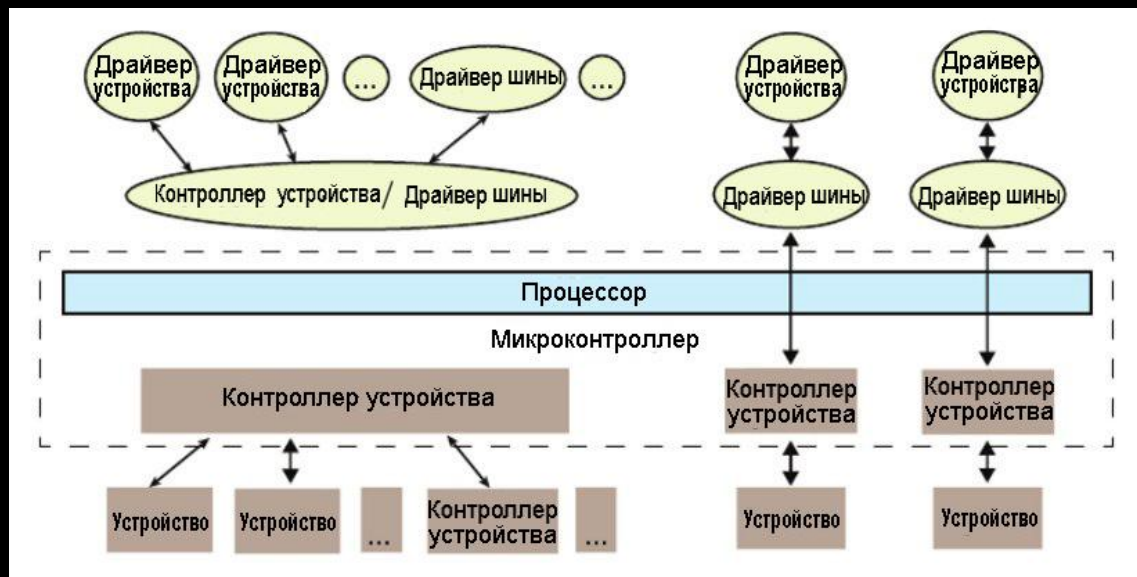 Драйвер
устройства
Драйвер
устройства
...
Драйвер шины
...
Драйвер
устройства
Драйвер
устройства
Контроллер устройства / Драйвер шины
Драйвер шины
Драйвер шины
Процессор
Микроконтроллер
Контроллер устройства
Контроллер
устройства
Контроллер
устройства
Устройство
Устройство
...
Контроллер
устройства
...
Устройство
Устройство